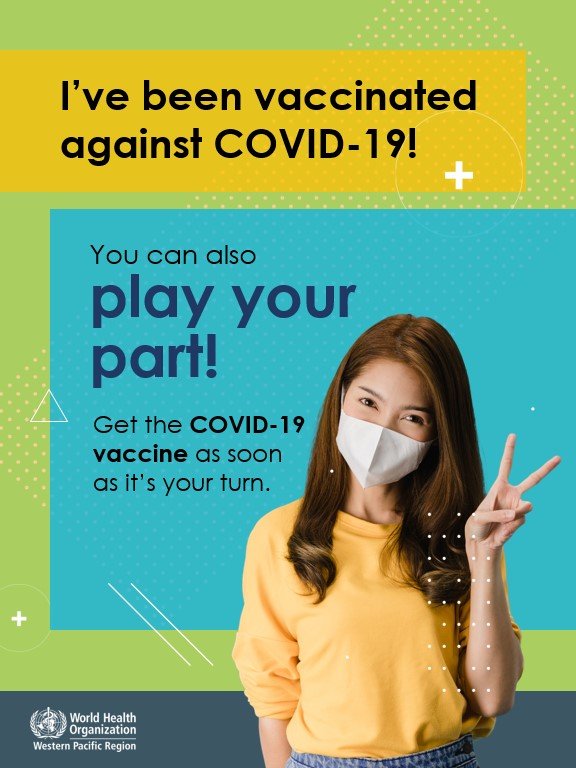 I’ve been vaccinated
against COVID-19!
You can also
play your
part!
Get the COVID-19
vaccine as soon
as it’s your turn.
World Health
Organization
Western Pacific Region